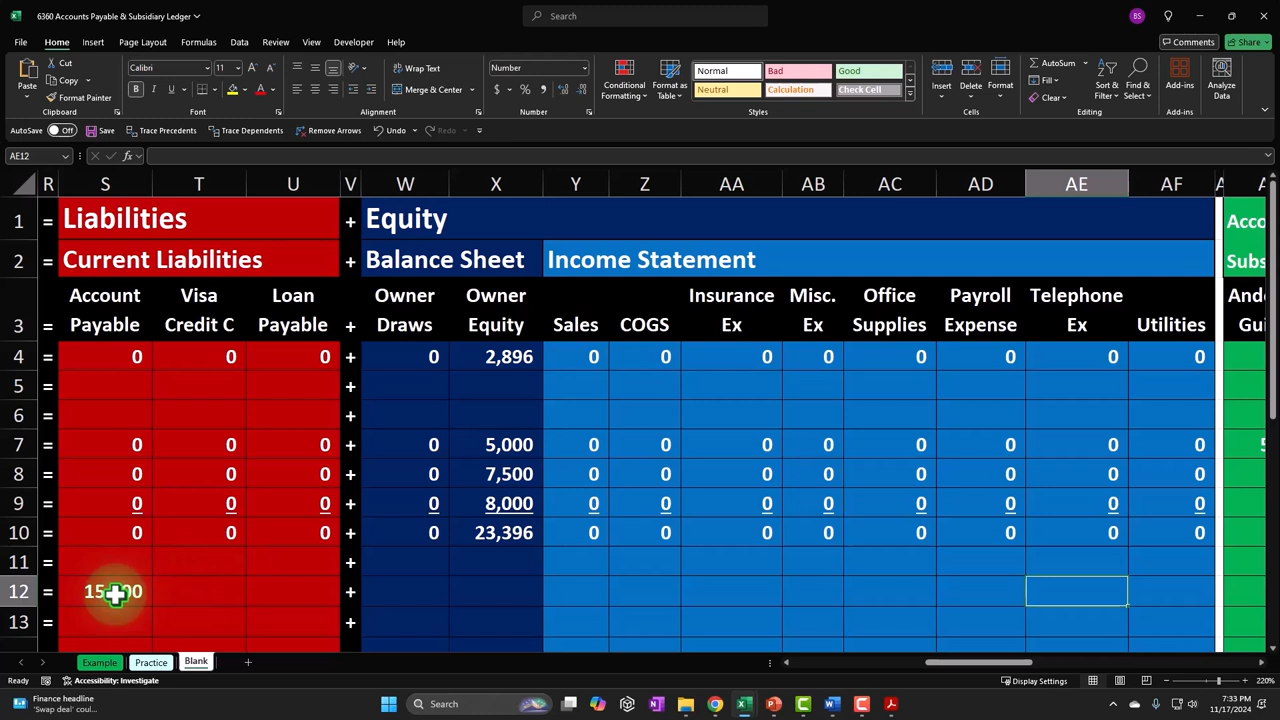 6360 Accounts Payable & Subsidiary Ledger
Search
BS
File Home Insert Page Layout Formulas Data Review View Developer Help
Comments Share
Paste Cut Copy Format Painter
Clipboard
Calibri 11
Font
Wrap Text
Merge & Center
Alignment
Number
Number
Conditional Formatting Format as Table
Normal Bad Good
Neutral Calculation Check Cell
Styles
Insert Delete Format
Cells
AutoSum
Fill
Clear
Sort & Filter Find & Select
Editing
Add-ins
Add-ins
Analyze Data
AutoSave Off Save Trace Precedents Trace Dependents Remove Arrows Undo Redo
AE12 fx
R S T U V W X Y Z AA AB AC AD AE AF
1 = Liabilities + Equity Acco
2 = Current Liabilities + Balance Sheet Income Statement Subs
3 = Account Payable Visa Credit C Loan Payable + Owner Draws Owner Equity Sales COGS Insurance Ex Misc. Ex Office Supplies Payroll Expense Telephone Ex Utilities
4 = 0 0 0 + 0 2,896 0 0 0 0 0 0 0 0
5 = +
6 = +
7 = 0 0 0 + 0 5,000 0 0 0 0 0 0 0 0
8 = 0 0 0 + 0 7,500 0 0 0 0 0 0 0 0
9 = 0 0 0 + 0 8,000 0 0 0 0 0 0 0 0
10 = 0 0 0 + 0 23,396 0 0 0 0 0 0 0 0
11 = +
12 = +
13 = +
Example Practice Blank
Ready Accessibility: Investigate Display Settings 220%
Finance headline
"Swap deal' coul...
Search
7:33 PM
11/17/2024